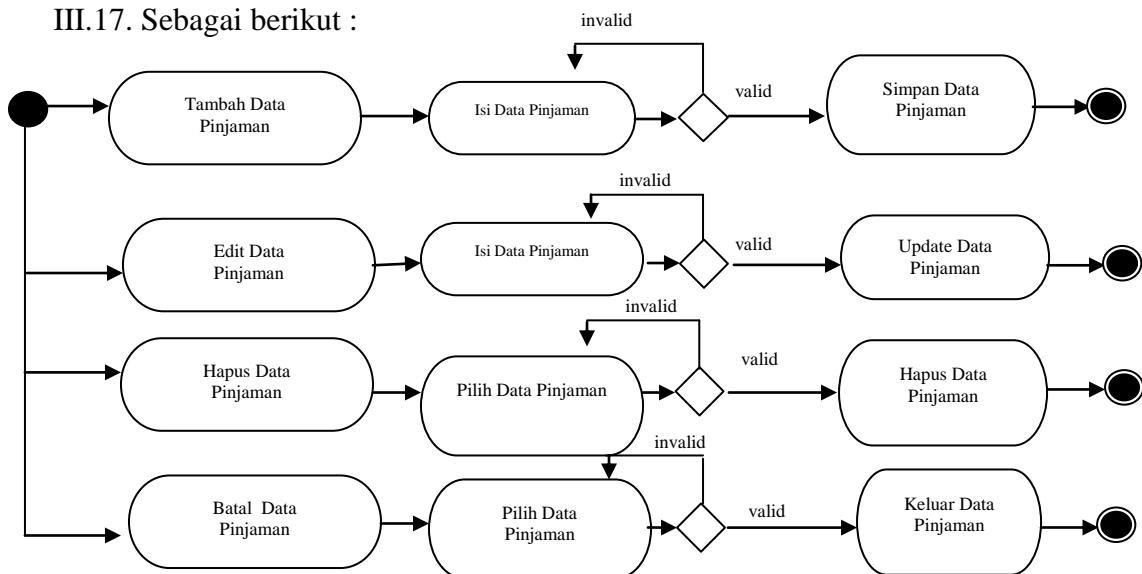 III.17. Sebagai berikut :
invalid
Tambah Data
Pinjaman
Isi Data Pinjaman
valid
Simpan Data
Pinjaman
invalid
Edit Data
Pinjaman
Isi Data Pinjaman
valid
Update Data
Pinjaman
invalid
Hapus Data
Pinjaman
Pilih Data Pinjaman
valid
Hapus Data
Pinjaman
invalid
Batal Data
Pinjaman
Pilih Data
Pinjaman
valid
Keluar Data
Pinjaman